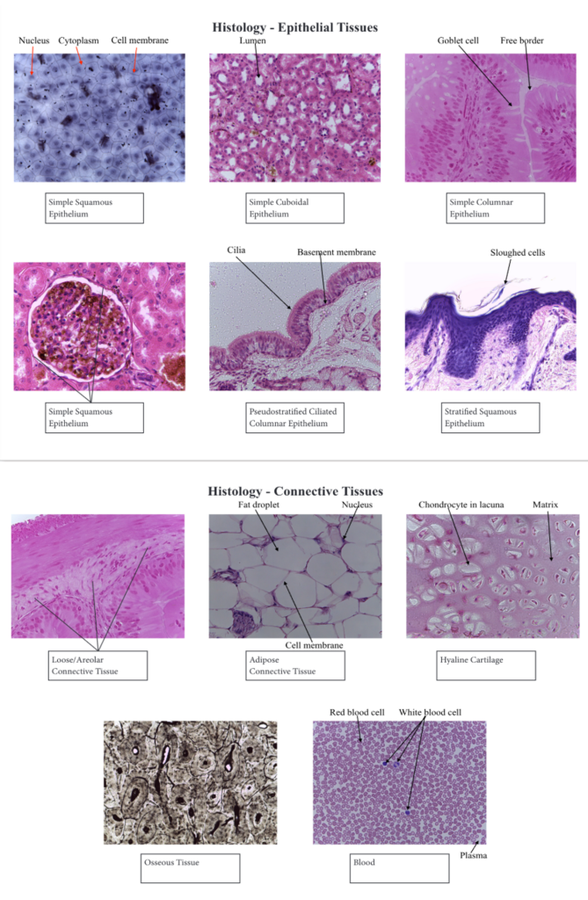 Histology - Epithelial Tissues
Nucleus Cytoplasm Cell membrane Lumen Goblet cell Free border
Simple Squamous
Epithelium
Simple Cuboidal
Epithelium
Simple Columnar
Epithelium
Cilia Basement membrane Sloughed cells
Simple Squamous
Epithelium
Pseudostratified Ciliated
Columnar Epithelium
Stratified Squamous
Epithelium
Histology - Connective Tissues
Fat droplet Nucleus Chondrocyte in lacuna Matrix
Cell membrane
Loose/Areolar
Connective Tissue
Adipose
Connective Tissue
Hyaline Cartilage
Red blood cell White blood cell
Plasma
Osseous Tissue
Blood